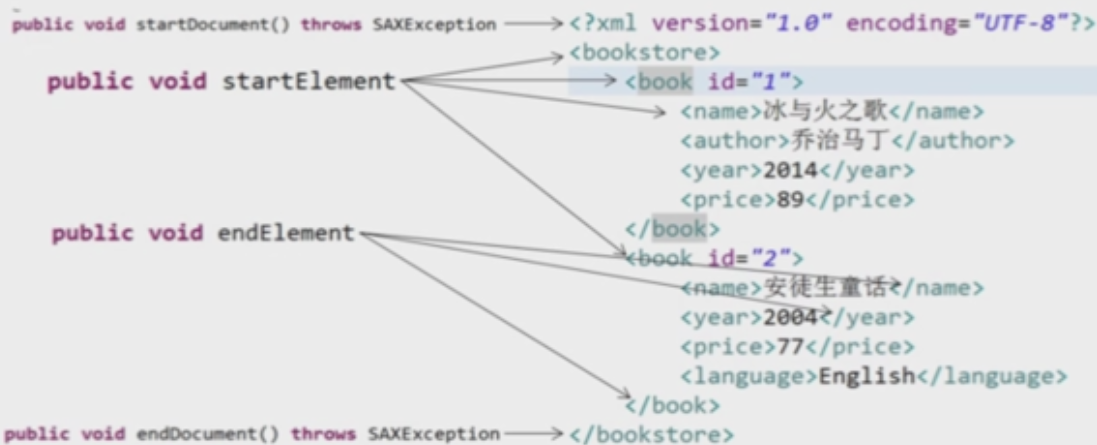 public void startDocument() throws SAXException <?xml version="1.0" encoding="UTF-8"?>
<bookstore>
public void startElement <book id="1">
<name>冰与火之歌</name>
<author>乔治马丁</author>
<year>2014</year>
<price>89</price>
</book>
public void endElement
<book id="2">
<name>安徒生童话</name>
<year>2004</year>
<price>77</price>
<language>English</language>
</book>
public void endDocument() throws SAXException </bookstore>